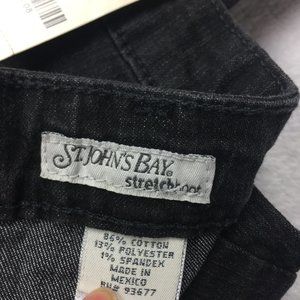 ST. JOHN'S BAY
stretchboot
86% COTTON
13% POLYESTER
1% SPANDEX
MADE IN
MEXICO
RN# 93677